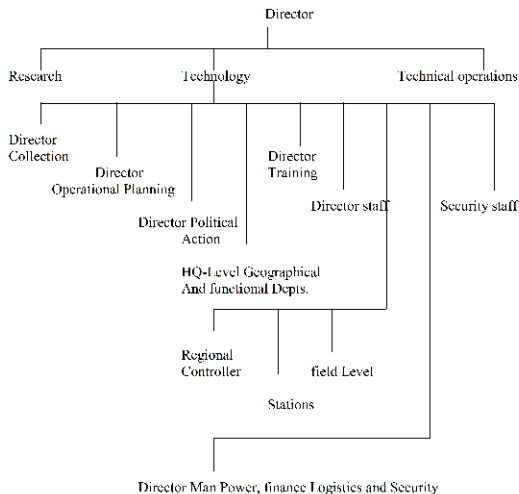 Director
Research
Technology
Technical operations
Director
Collection
Director
Operational Planning
Director Political
Action
HQ-Level Geographical
And functional Depts.
Director
Training
Director staff
Security staff
Regional
Controller
Stations
field Level
Director Man Power, finance Logistics and Security